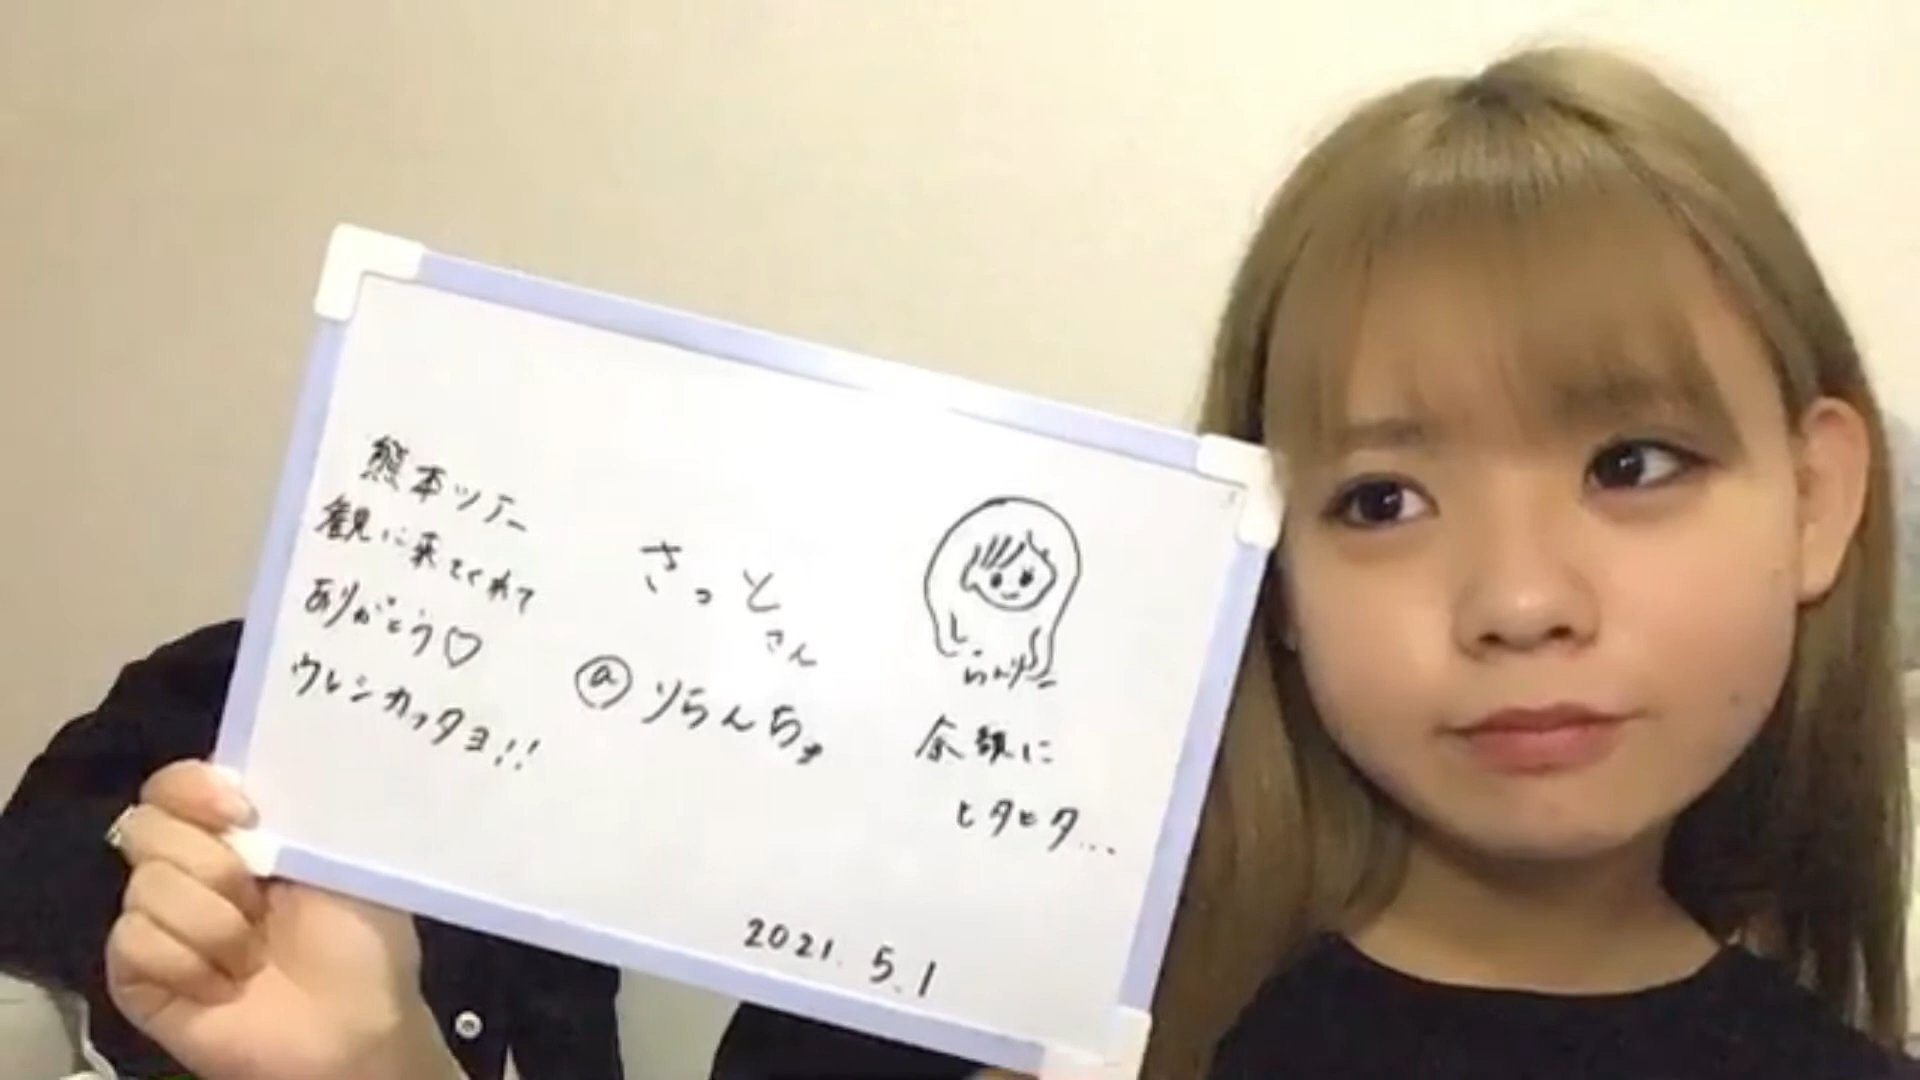 熊本ツアー
観に来てくれて
ありがとう♡
ウレシカッタヨ!!
さっと
さん
@りらんちょ
余韻に
ヒタヒタ...
2021.5.1